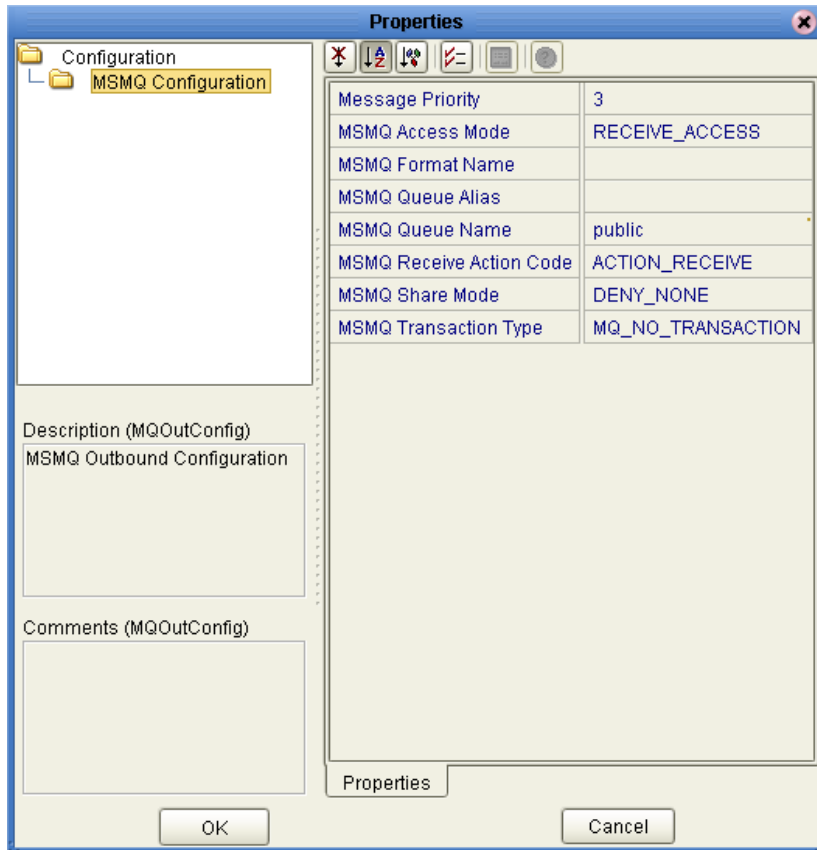 Properties
Configuration
MSMQ Configuration
Message Priority 3
MSMQ Access Mode RECEIVE_ACCESS
MSMQ Format Name
MSMQ Queue Alias
MSMQ Queue Name public
MSMQ Receive Action Code ACTION_RECEIVE
MSMQ Share Mode DENY_NONE
MSMQ Transaction Type MQ_NO_TRANSACTION
Description (MQOutConfig)
MSMQ Outbound Configuration
Comments (MQOutConfig)
Properties
OK Cancel